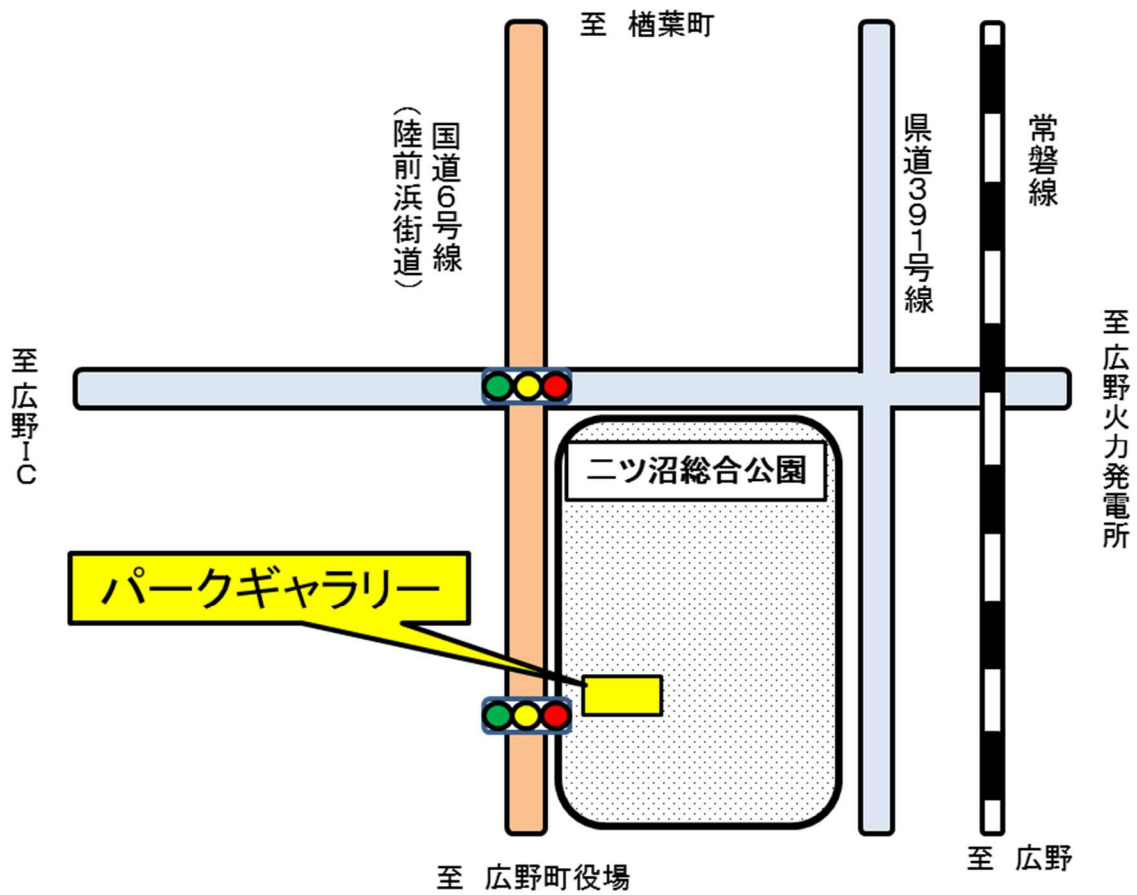 至 楢葉町
国道6号線
（陸前浜街道）
県道391号線
常磐線
至広野IC
至広野火力発電所
二ツ沼総合公園
パークギャラリー
至 広野町役場
至 広野